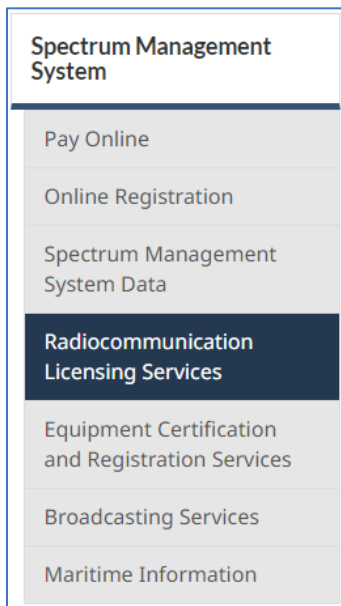 Spectrum Management
System
Pay Online
Online Registration
Spectrum Management
System Data
Radiocommunication
Licensing Services
Equipment Certification
and Registration Services
Broadcasting Services
Maritime Information